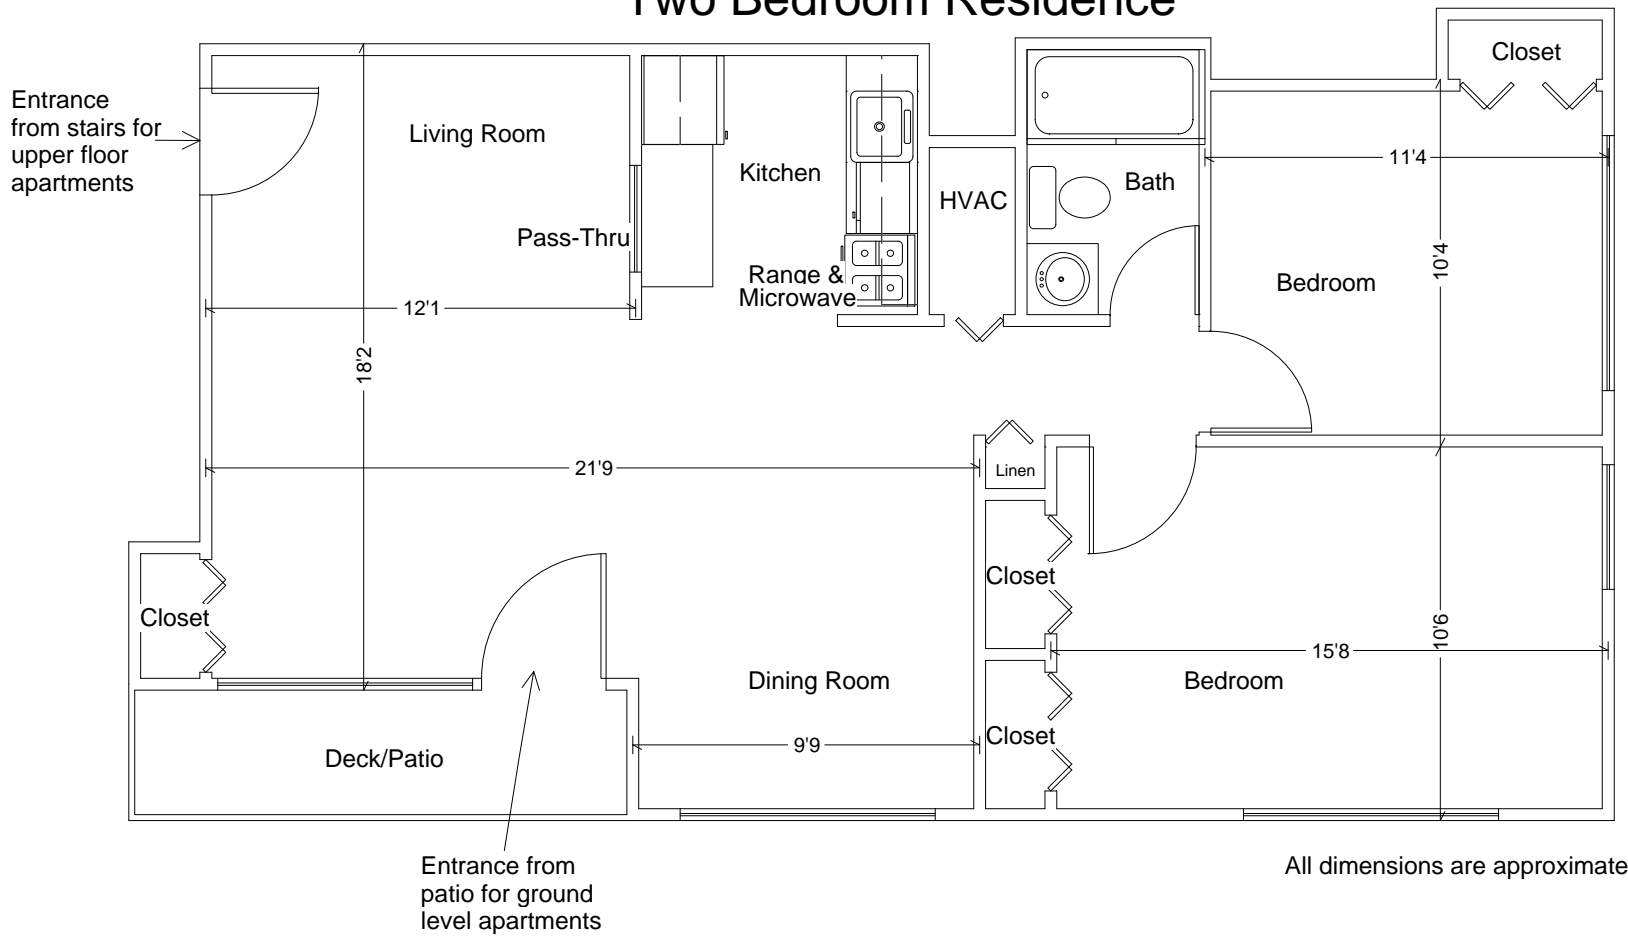 Two Bedroom Residence
Closet
Entrance
from stairs for
upper floor
apartments
Living Room
Kitchen
HVAC
Bath
11'4
Pass-Thru
Range &
Microwave
10'4
Bedroom
12'1
18'2
21'9
Linen
Closet
Closet
10'6
15'8
Dining Room
Bedroom
Closet
9'9
Deck/Patio
Entrance from
patio for ground
level apartments
All dimensions are approximate